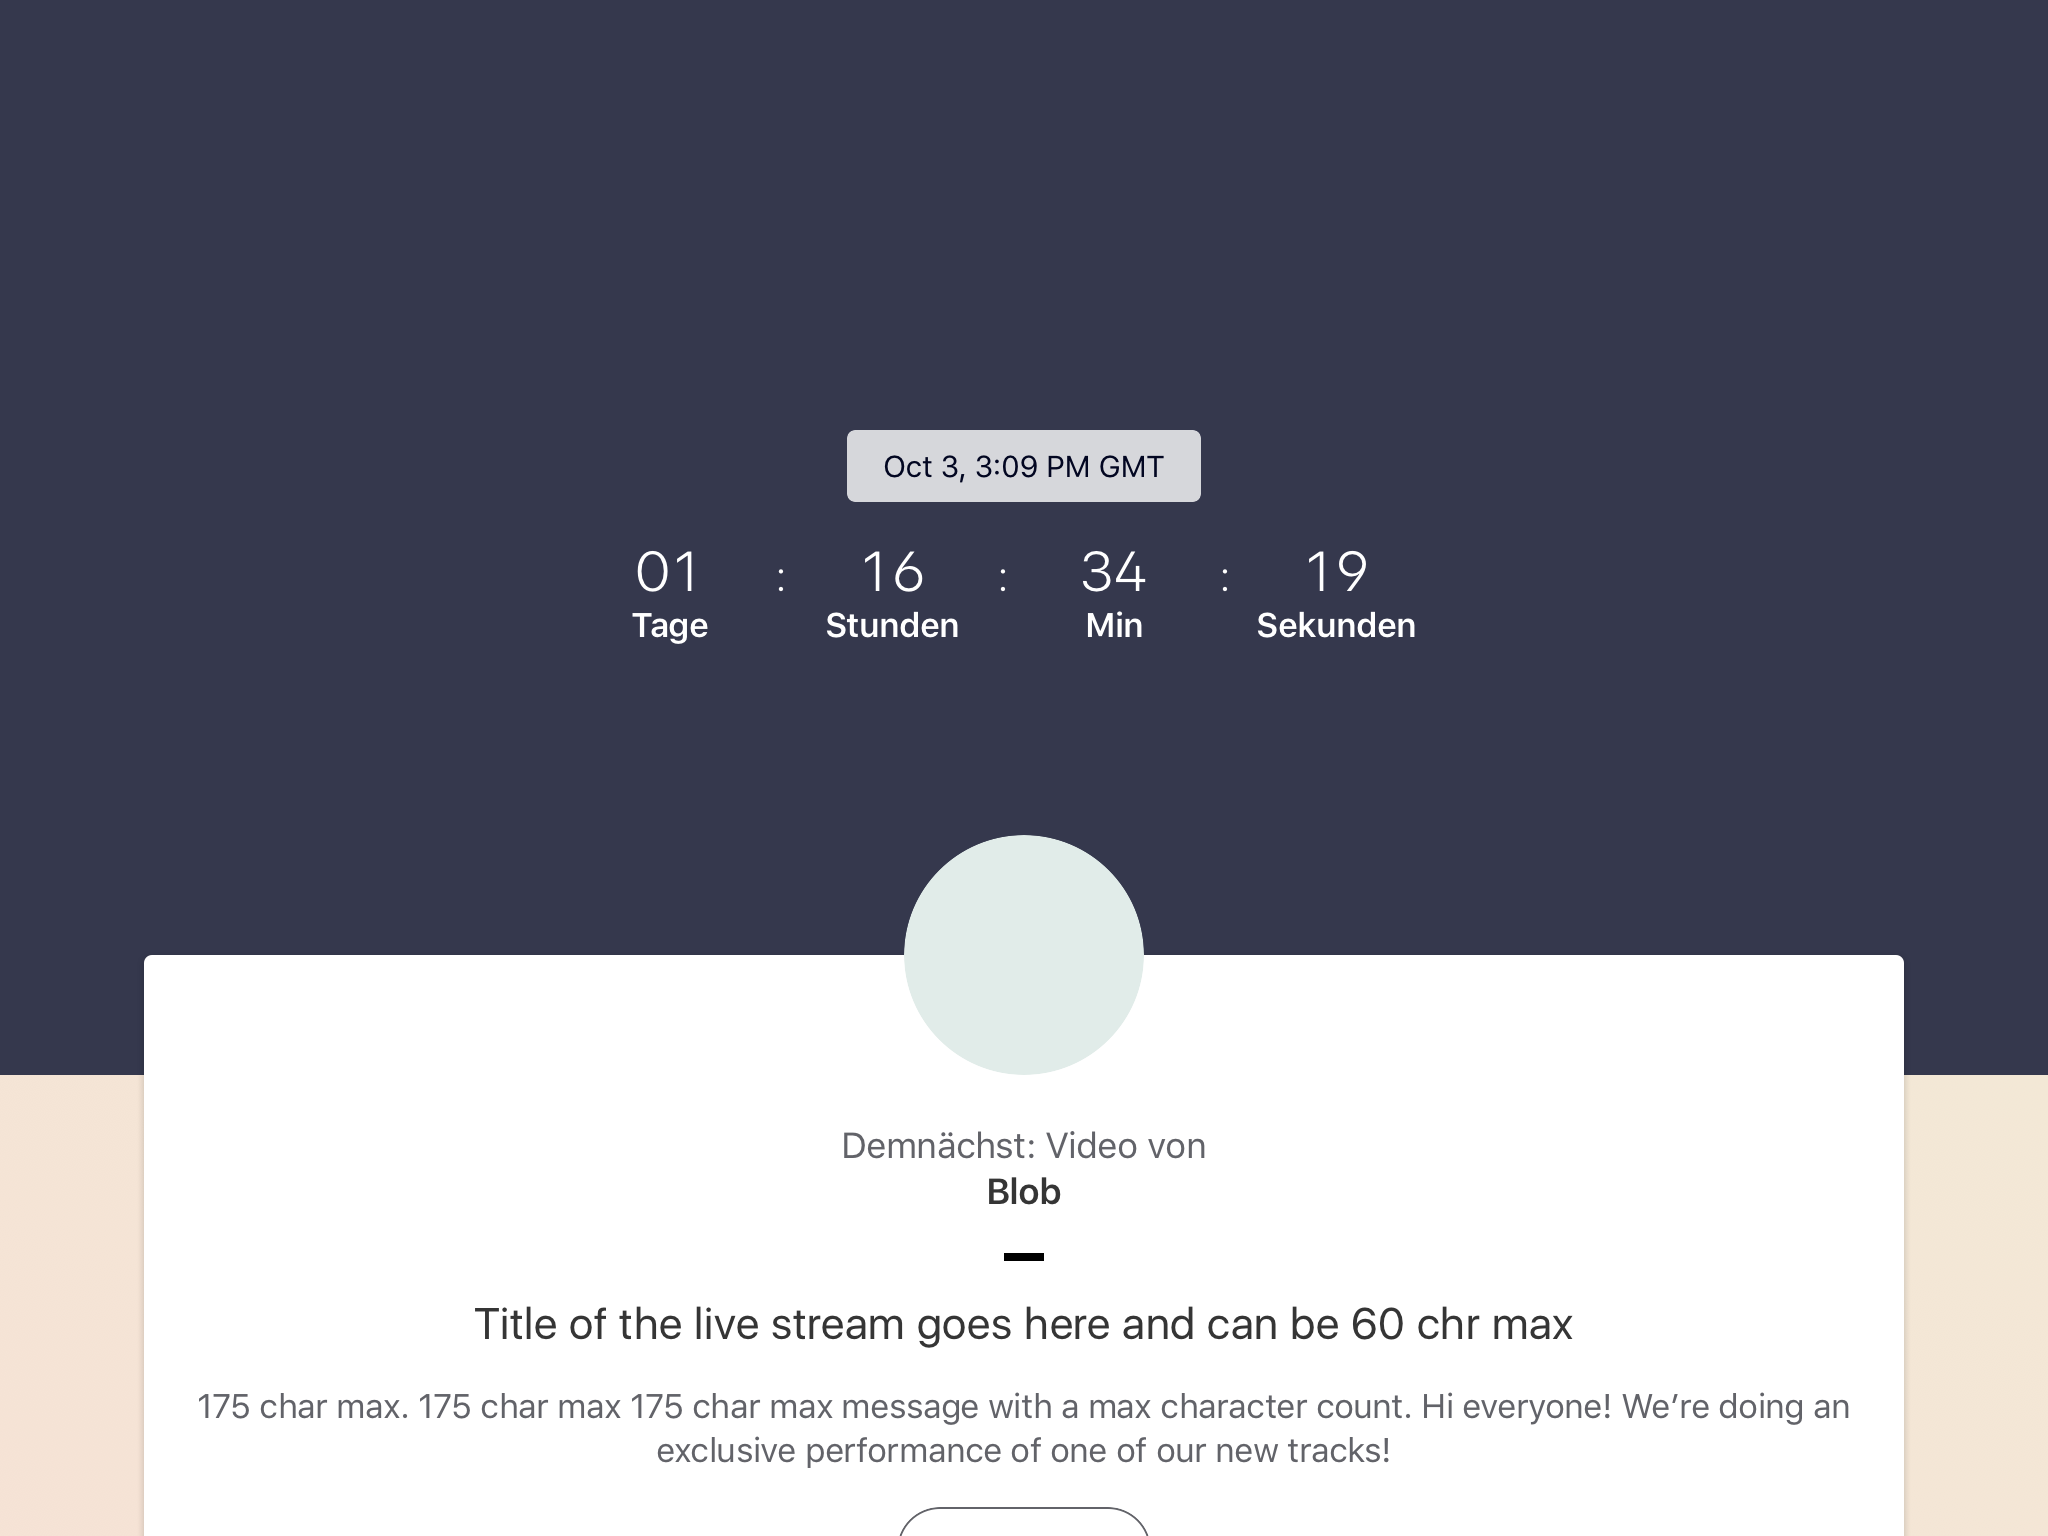 Oct 3, 3:09 PM GMT
01 : 16 : 34 : 19
Tage Stunden Min Sekunden
Demnächst: Video von
Blob
Title of the live stream goes here and can be 60 chr max
175 char max. 175 char max 175 char max message with a max character count. Hi everyone! We’re doing an
exclusive performance of one of our new tracks!